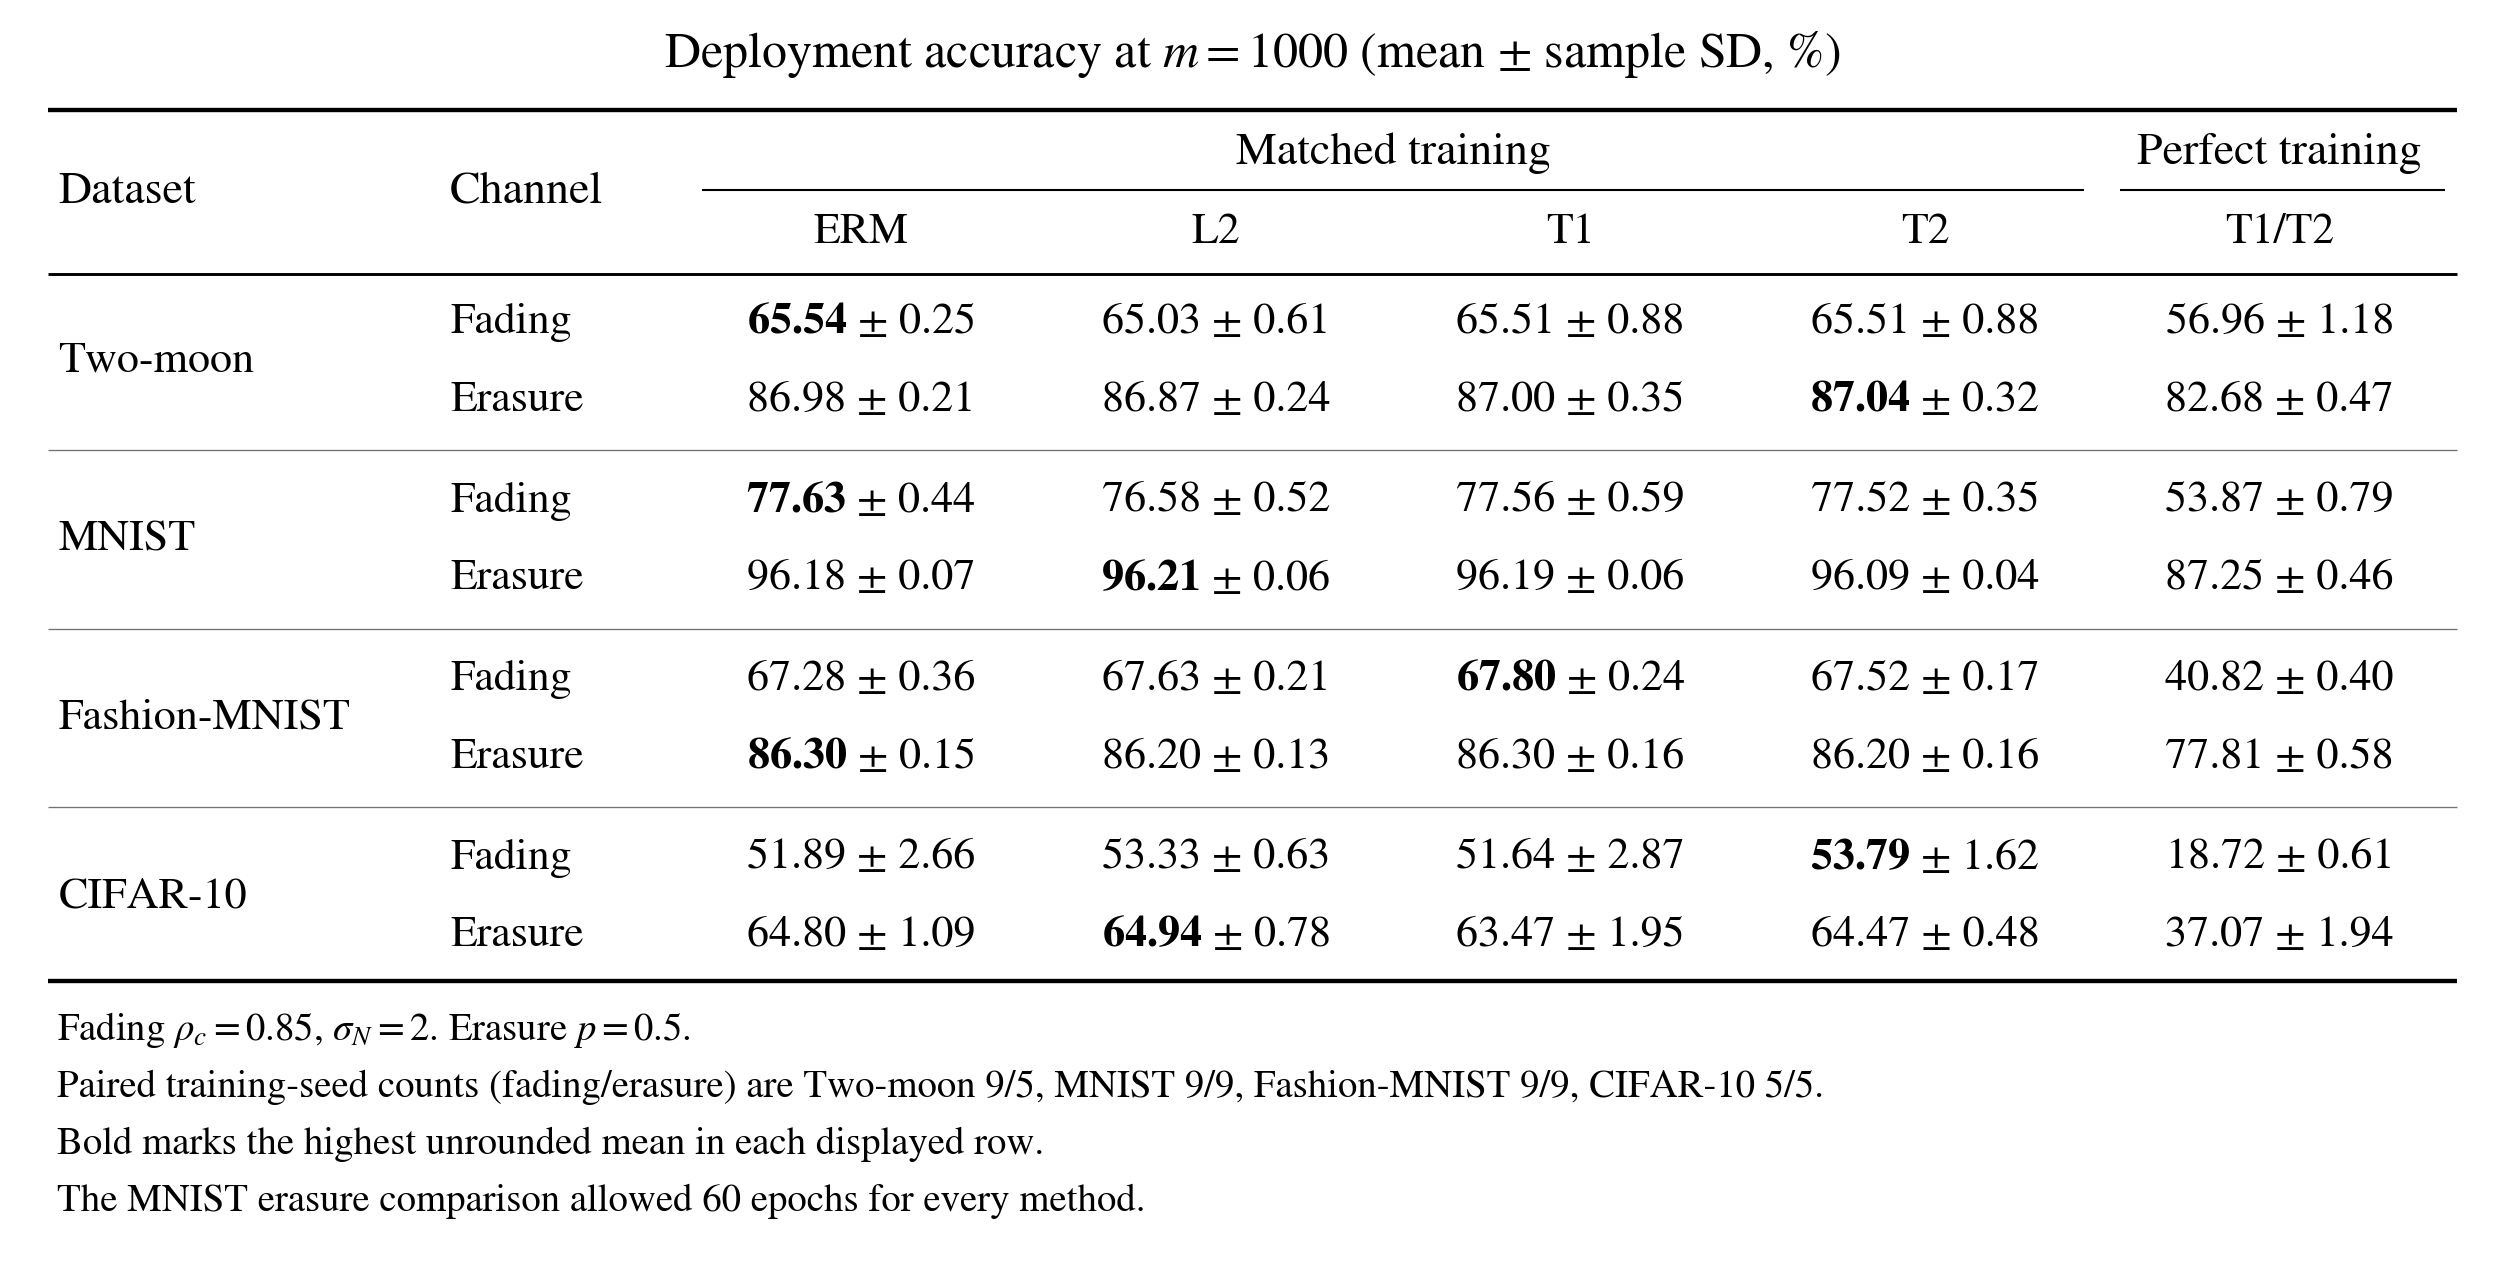 Deployment accuracy at m = 1000 (mean ± sample SD, %)
Dataset Channel Matched training Perfect training
ERM L2 T1 T2 T1/T2
Two-moon Fading 65.54 ± 0.25 65.03 ± 0.61 65.51 ± 0.88 65.51 ± 0.88 56.96 ± 1.18
Erasure 86.98 ± 0.21 86.87 ± 0.24 87.00 ± 0.35 87.04 ± 0.32 82.68 ± 0.47
MNIST Fading 77.63 ± 0.44 76.58 ± 0.52 77.56 ± 0.59 77.52 ± 0.35 53.87 ± 0.79
Erasure 96.18 ± 0.07 96.21 ± 0.06 96.19 ± 0.06 96.09 ± 0.04 87.25 ± 0.46
Fashion-MNIST Fading 67.28 ± 0.36 67.63 ± 0.21 67.80 ± 0.24 67.52 ± 0.17 40.82 ± 0.40
Erasure 86.30 ± 0.15 86.20 ± 0.13 86.30 ± 0.16 86.20 ± 0.16 77.81 ± 0.58
CIFAR-10 Fading 51.89 ± 2.66 53.33 ± 0.63 51.64 ± 2.87 53.79 ± 1.62 18.72 ± 0.61
Erasure 64.80 ± 1.09 64.94 ± 0.78 63.47 ± 1.95 64.47 ± 0.48 37.07 ± 1.94
Fading ρc = 0.85, σN = 2. Erasure p = 0.5.
Paired training-seed counts (fading/erasure) are Two-moon 9/5, MNIST 9/9, Fashion-MNIST 9/9, CIFAR-10 5/5.
Bold marks the highest unrounded mean in each displayed row.
The MNIST erasure comparison allowed 60 epochs for every method.